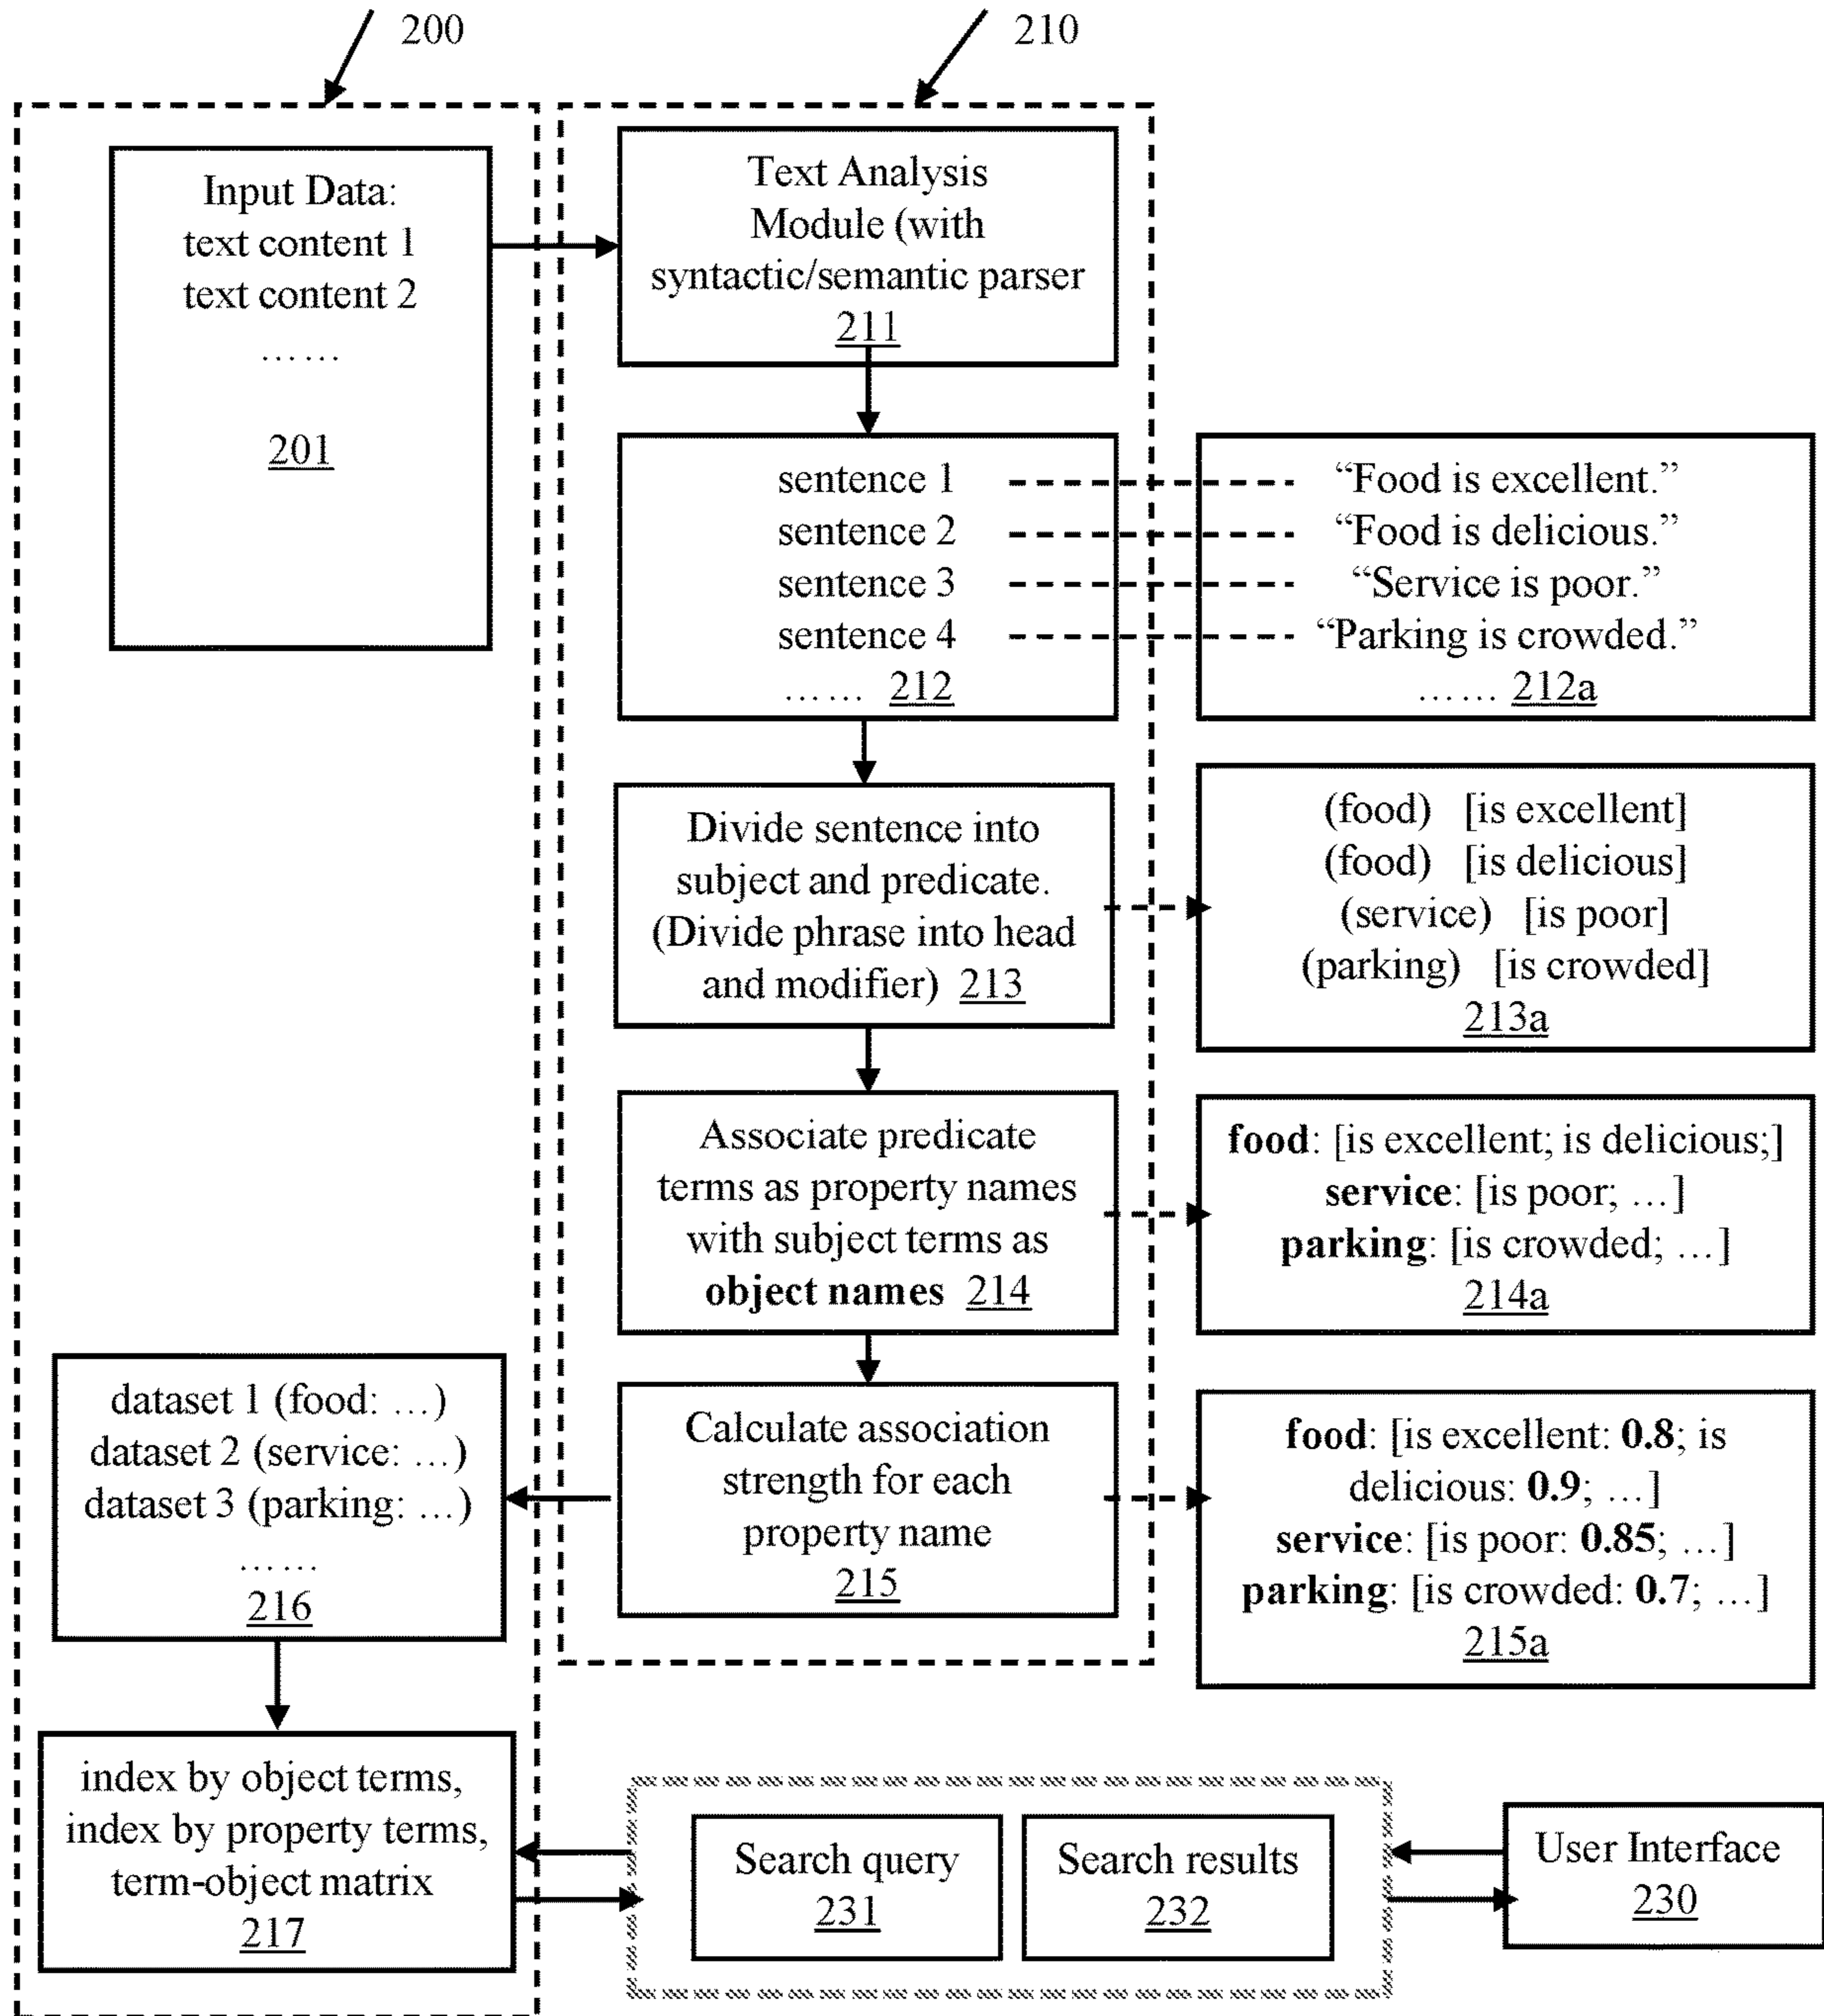 200
210
Input Data:
text content 1
text content 2
……
201
Text Analysis
Module (with
syntactic/semantic parser
211
sentence 1
sentence 2
sentence 3
sentence 4
…… 212
“Food is excellent.”
“Food is delicious.”
“Service is poor.”
“Parking is crowded.”
…… 212a
Divide sentence into
subject and predicate.
(Divide phrase into head
and modifier) 213
(food) [is excellent]
(food) [is delicious]
(service) [is poor]
(parking) [is crowded]
213a
Associate predicate
terms as property names
with subject terms as
object names 214
food: [is excellent; is delicious;]
service: [is poor; …]
parking: [is crowded; …]
214a
Calculate association
strength for each
property name
215
food: [is excellent: 0.8; is
delicious: 0.9; …]
service: [is poor: 0.85; …]
parking: [is crowded: 0.7; …]
215a
dataset 1 (food: …)
dataset 2 (service: …)
dataset 3 (parking: …)
……
216
index by object terms,
index by property terms,
term-object matrix
217
Search query
231
Search results
232
User Interface
230